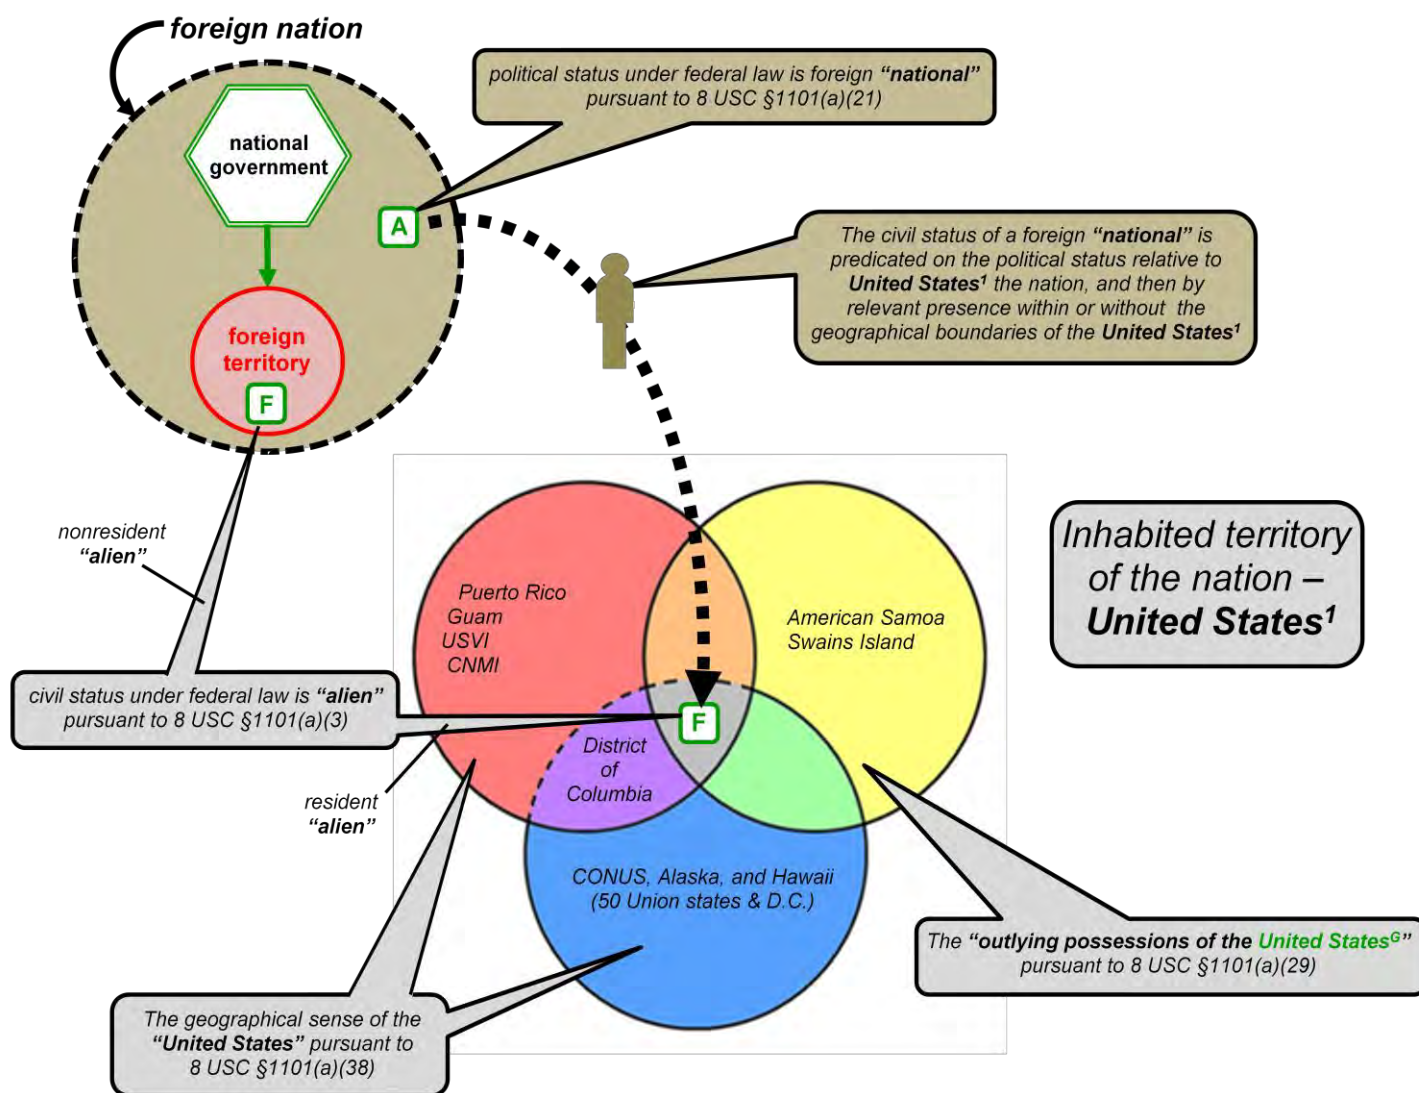 foreign nation
national
government
A
foreign
territory
F
political status under federal law is foreign “national”
pursuant to 8 USC §1101(a)(21)
The civil status of a foreign “national” is
predicated on the political status relative to
United States¹ the nation, and then by
relevant presence within or without the
geographical boundaries of the United States¹
nonresident
“alien”
civil status under federal law is “alien”
pursuant to 8 USC §1101(a)(3)
resident
“alien”
Puerto Rico
Guam
USVI
CNMI
American Samoa
Swains Island
F
District
of
Columbia
CONUS, Alaska, and Hawaii
(50 Union states & D.C.)
Inhabited territory
of the nation –
United States¹
The “outlying possessions of the United Statesᴳ”
pursuant to 8 USC §1101(a)(29)
The geographical sense of the
“United States” pursuant to
8 USC §1101(a)(38)